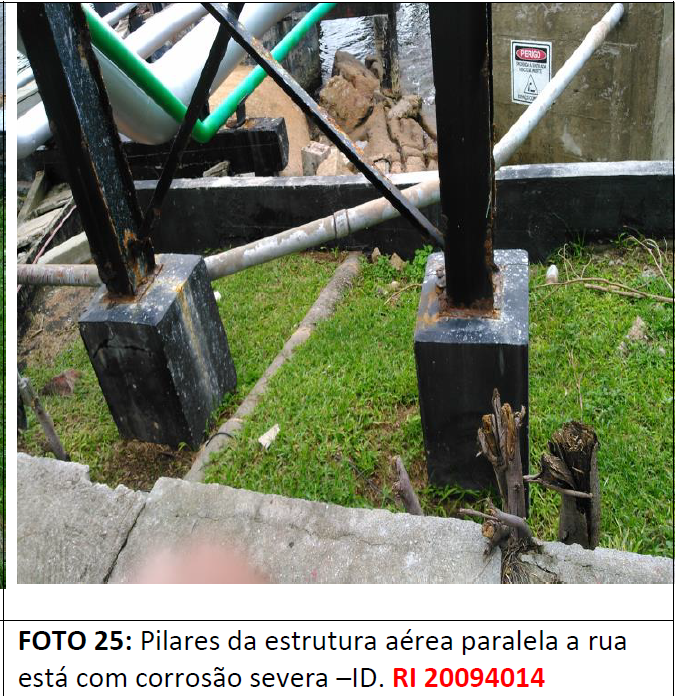 PERIGO
FOTO 25: Pilares da estrutura aérea paralela a rua
está com corrosão severa –ID. RI 20094014